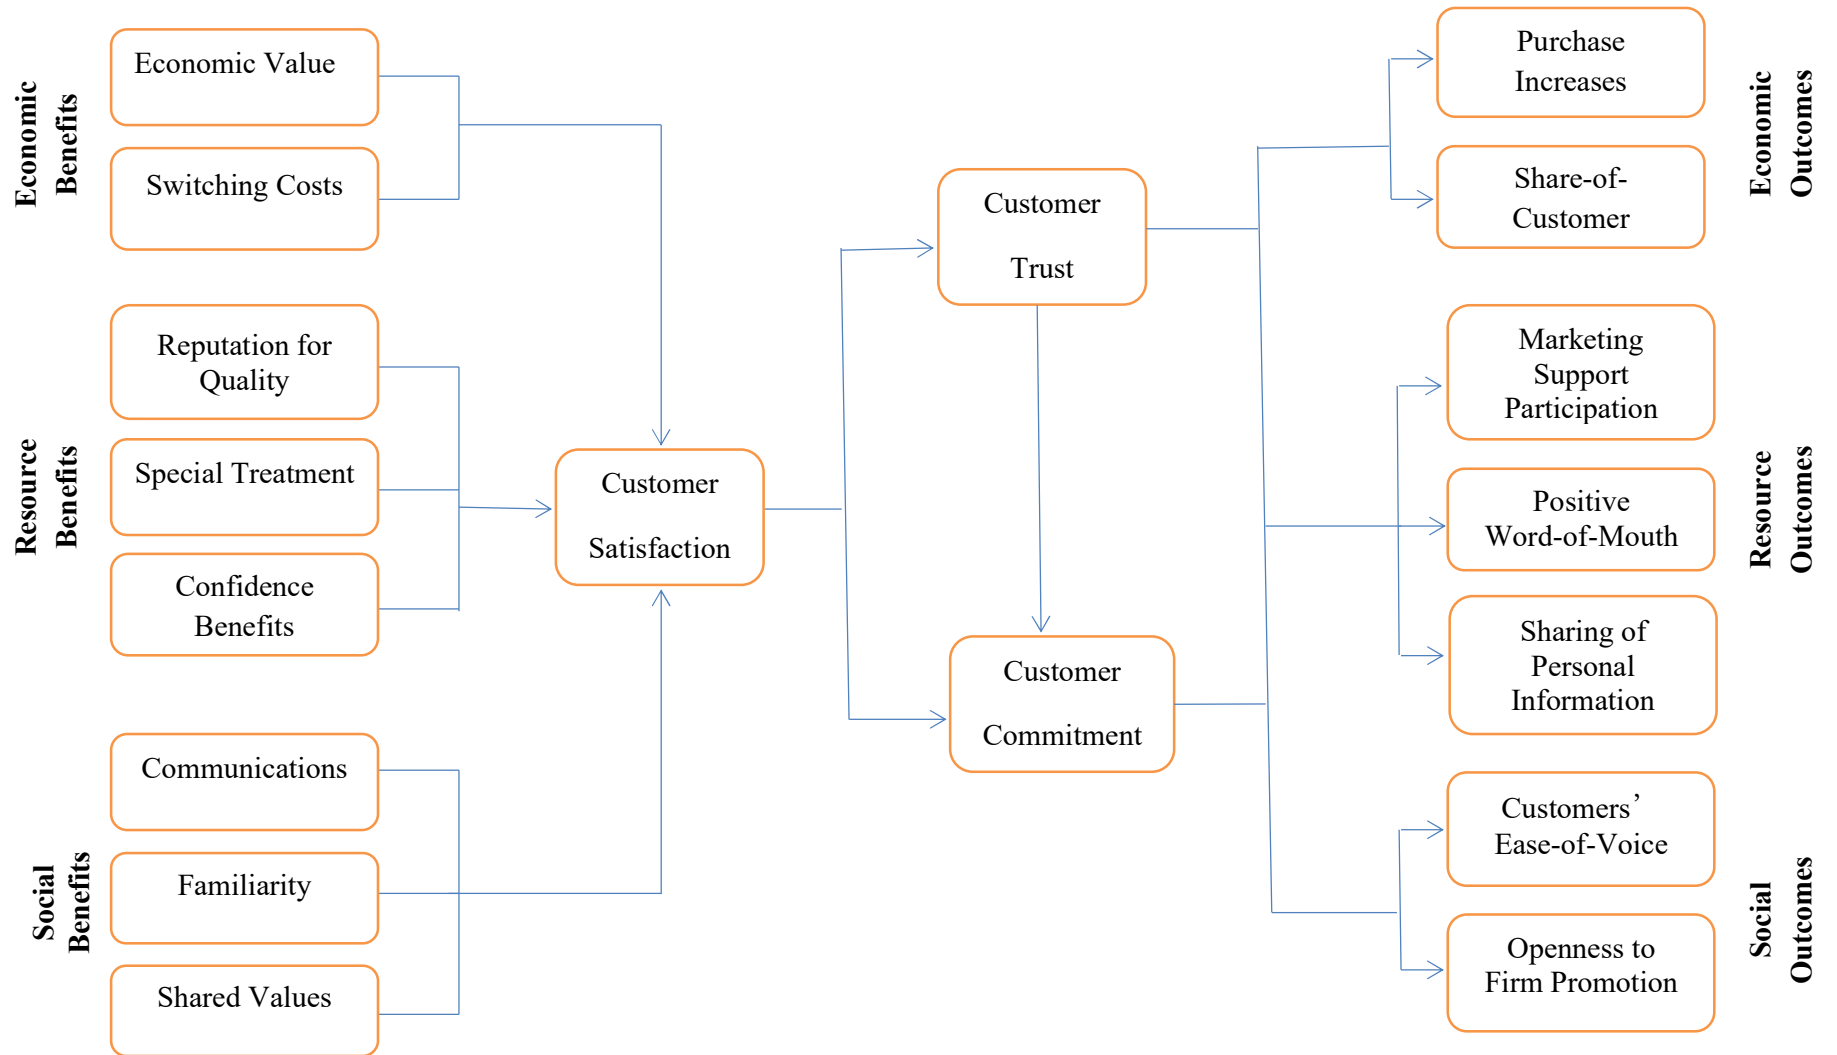 Economic
Benefits
Economic Value
Switching Costs
Resource
Benefits
Reputation for
Quality
Special Treatment
Confidence
Benefits
Social
Benefits
Communications
Familiarity
Shared Values
Customer
Satisfaction
Customer
Trust
Customer
Commitment
Purchase
Increases
Share-of-
Customer
Economic
Outcomes
Marketing
Support
Participation
Positive
Word-of-Mouth
Sharing of
Personal
Information
Resource
Outcomes
Customers’
Ease-of-Voice
Openness to
Firm Promotion
Social
Outcomes